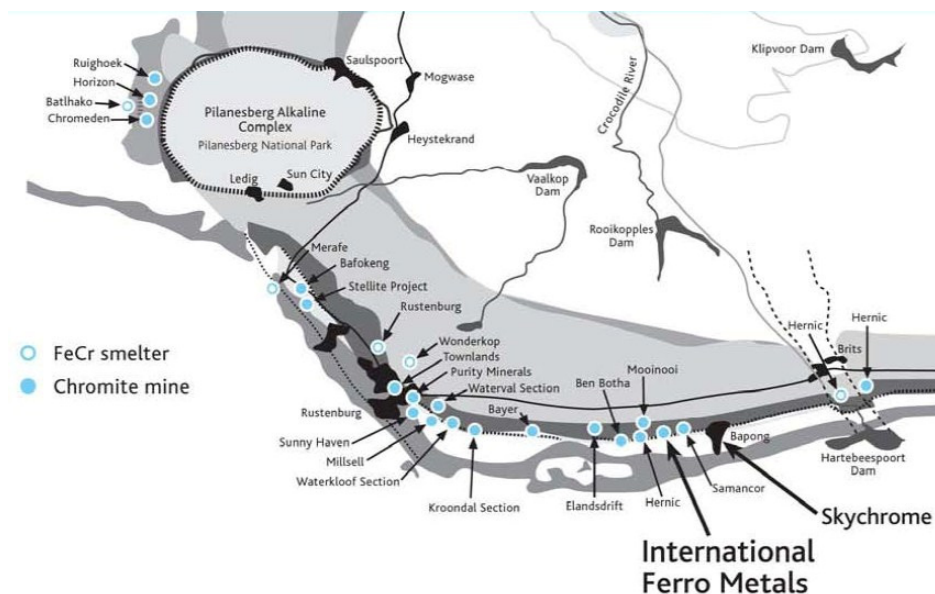 Klipvoor Dam
Ruighoek
Horizon
Batlhako
Chromeden
Saulspoort
Mogwase
Crocodile River
Pilanesberg Alkaline
Complex
Pilanesberg National Park
Heystekrand
Sun City
Ledig
Vaalkop
Dam
Rooikopples
Dam
Merafe
Bafokeng
Stellite Project
Rustenburg
Wonderkop
Townlands
Purity Minerals
Waterval Section
Hernic
Hernic
Brits
Mooinooi
Ben Botha
Bayer
FeCr smelter
Chromite mine
Rustenburg
Sunny Haven
Millsell
Waterkloof Section
Kroondal Section
Elandsdrift
Hernic
Samancor
Bapong
Hartebeespoort
Dam
Skychrome
International
Ferro Metals